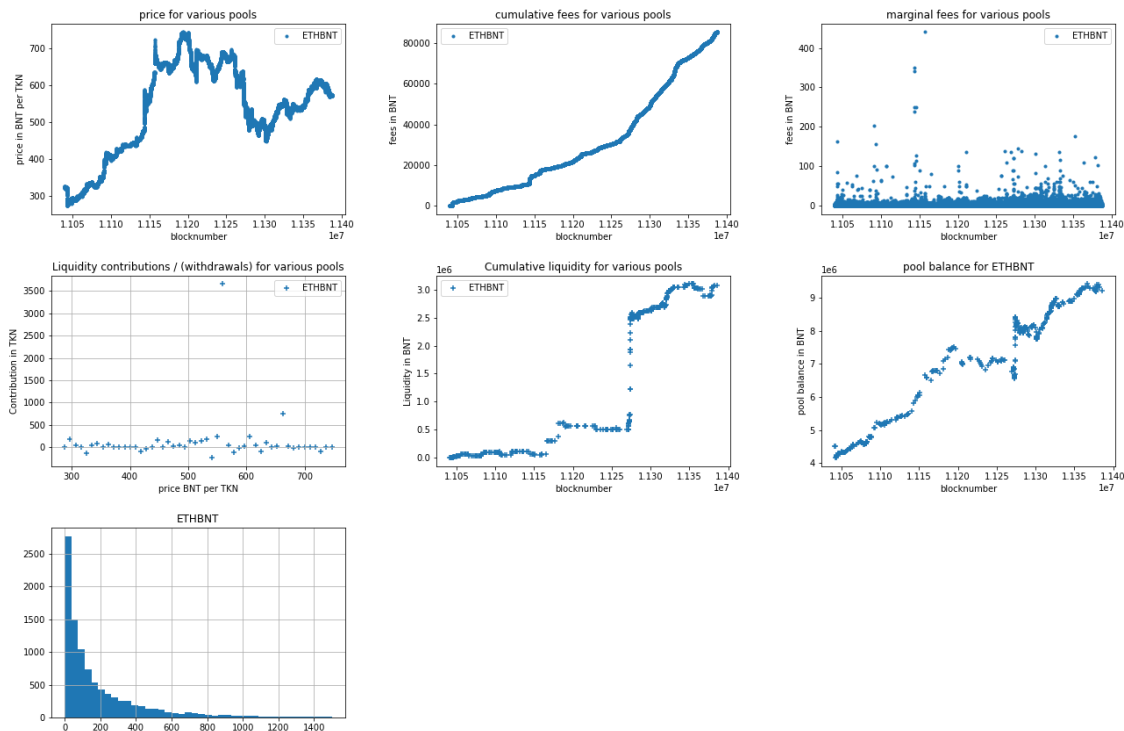 price for various pools
ETHBNT
price in BNT per TKN
700
600
500
400
300
1.105 1.110 1.115 1.120 1.125 1.130 1.135 1.140
blocknumber
1e7
cumulative fees for various pools
ETHBNT
fees in BNT
80000
60000
40000
20000
0
1.105 1.110 1.115 1.120 1.125 1.130 1.135 1.140
blocknumber
1e7
marginal fees for various pools
ETHBNT
fees in BNT
400
300
200
100
0
1.105 1.110 1.115 1.120 1.125 1.130 1.135 1.140
blocknumber
1e7
Liquidity contributions / (withdrawals) for various pools
ETHBNT
Contribution in TKN
3500
3000
2500
2000
1500
1000
500
0
300 400 500 600 700
price BNT per TKN
Cumulative liquidity for various pools
1e6
ETHBNT
Liquidity in BNT
3.0
2.5
2.0
1.5
1.0
0.5
0.0
1.105 1.110 1.115 1.120 1.125 1.130 1.135 1.140
blocknumber
1e7
pool balance for ETHBNT
1e6
pool balance in BNT
9
8
7
6
5
4
1.105 1.110 1.115 1.120 1.125 1.130 1.135 1.140
blocknumber
1e7
ETHBNT
2500
2000
1500
1000
500
0
0 200 400 600 800 1000 1200 1400